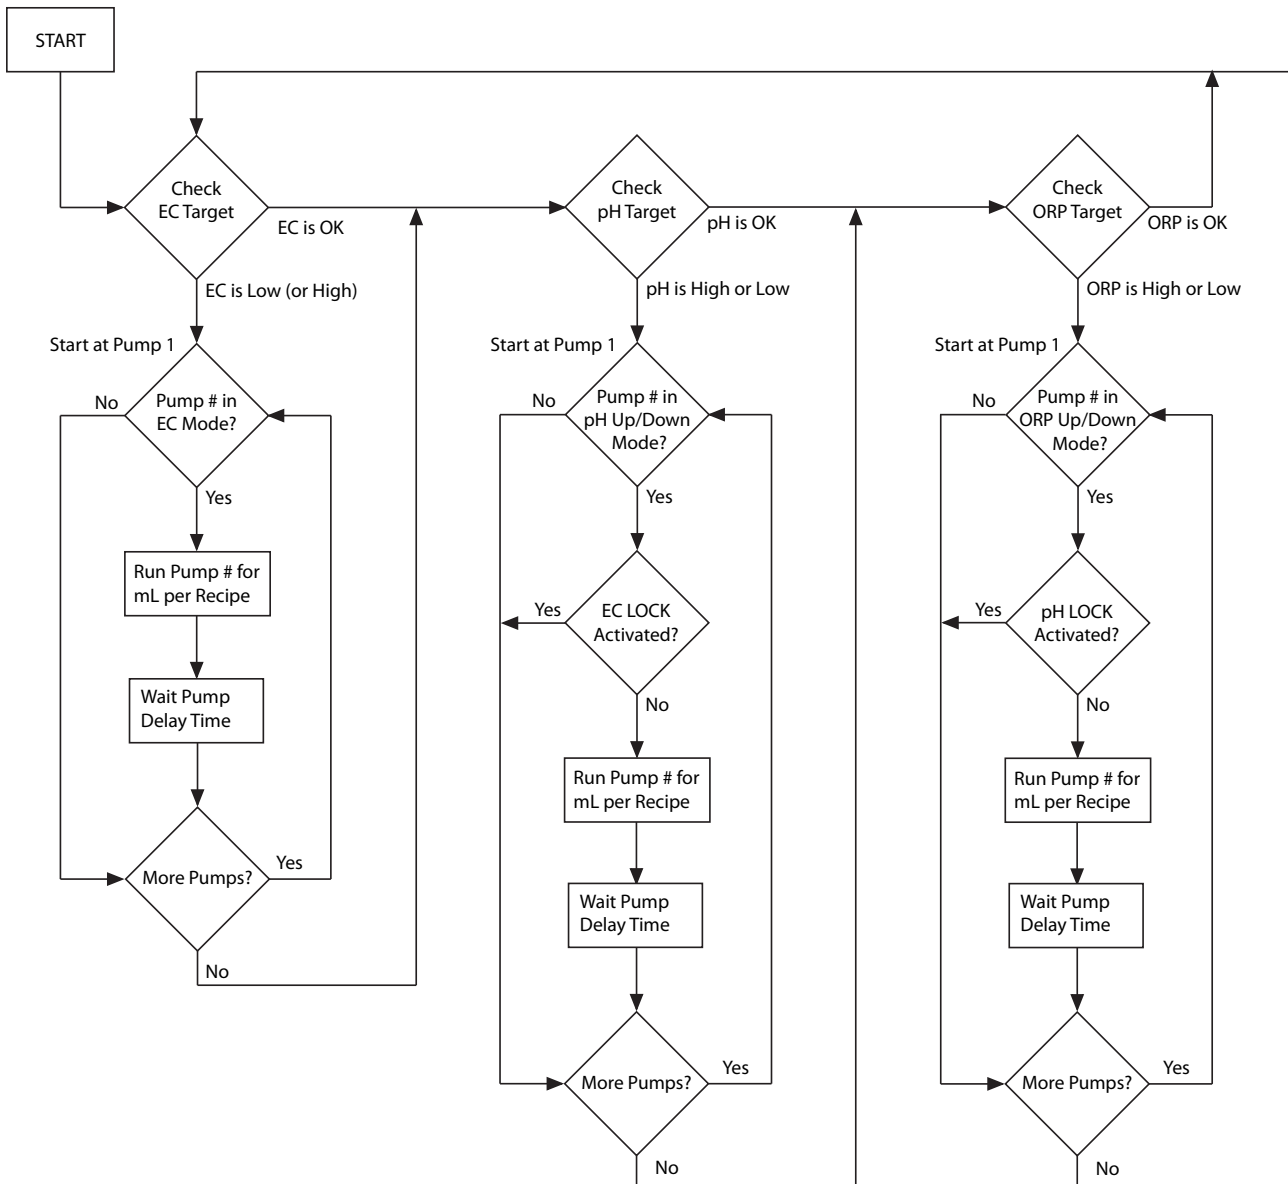 START
Check
EC Target
EC is OK
EC is Low (or High)
Start at Pump 1
Pump # in
EC Mode?
No
Yes
Run Pump # for
mL per Recipe
Wait Pump
Delay Time
More Pumps?
Yes
No
Check
pH Target
pH is OK
pH is High or Low
Start at Pump 1
Pump # in
pH Up/Down
Mode?
No
Yes
EC LOCK
Activated?
Yes
No
Run Pump # for
mL per Recipe
Wait Pump
Delay Time
More Pumps?
Yes
No
Check
ORP Target
ORP is OK
ORP is High or Low
Start at Pump 1
Pump # in
ORP Up/Down
Mode?
No
Yes
pH LOCK
Activated?
Yes
No
Run Pump # for
mL per Recipe
Wait Pump
Delay Time
More Pumps?
Yes
No